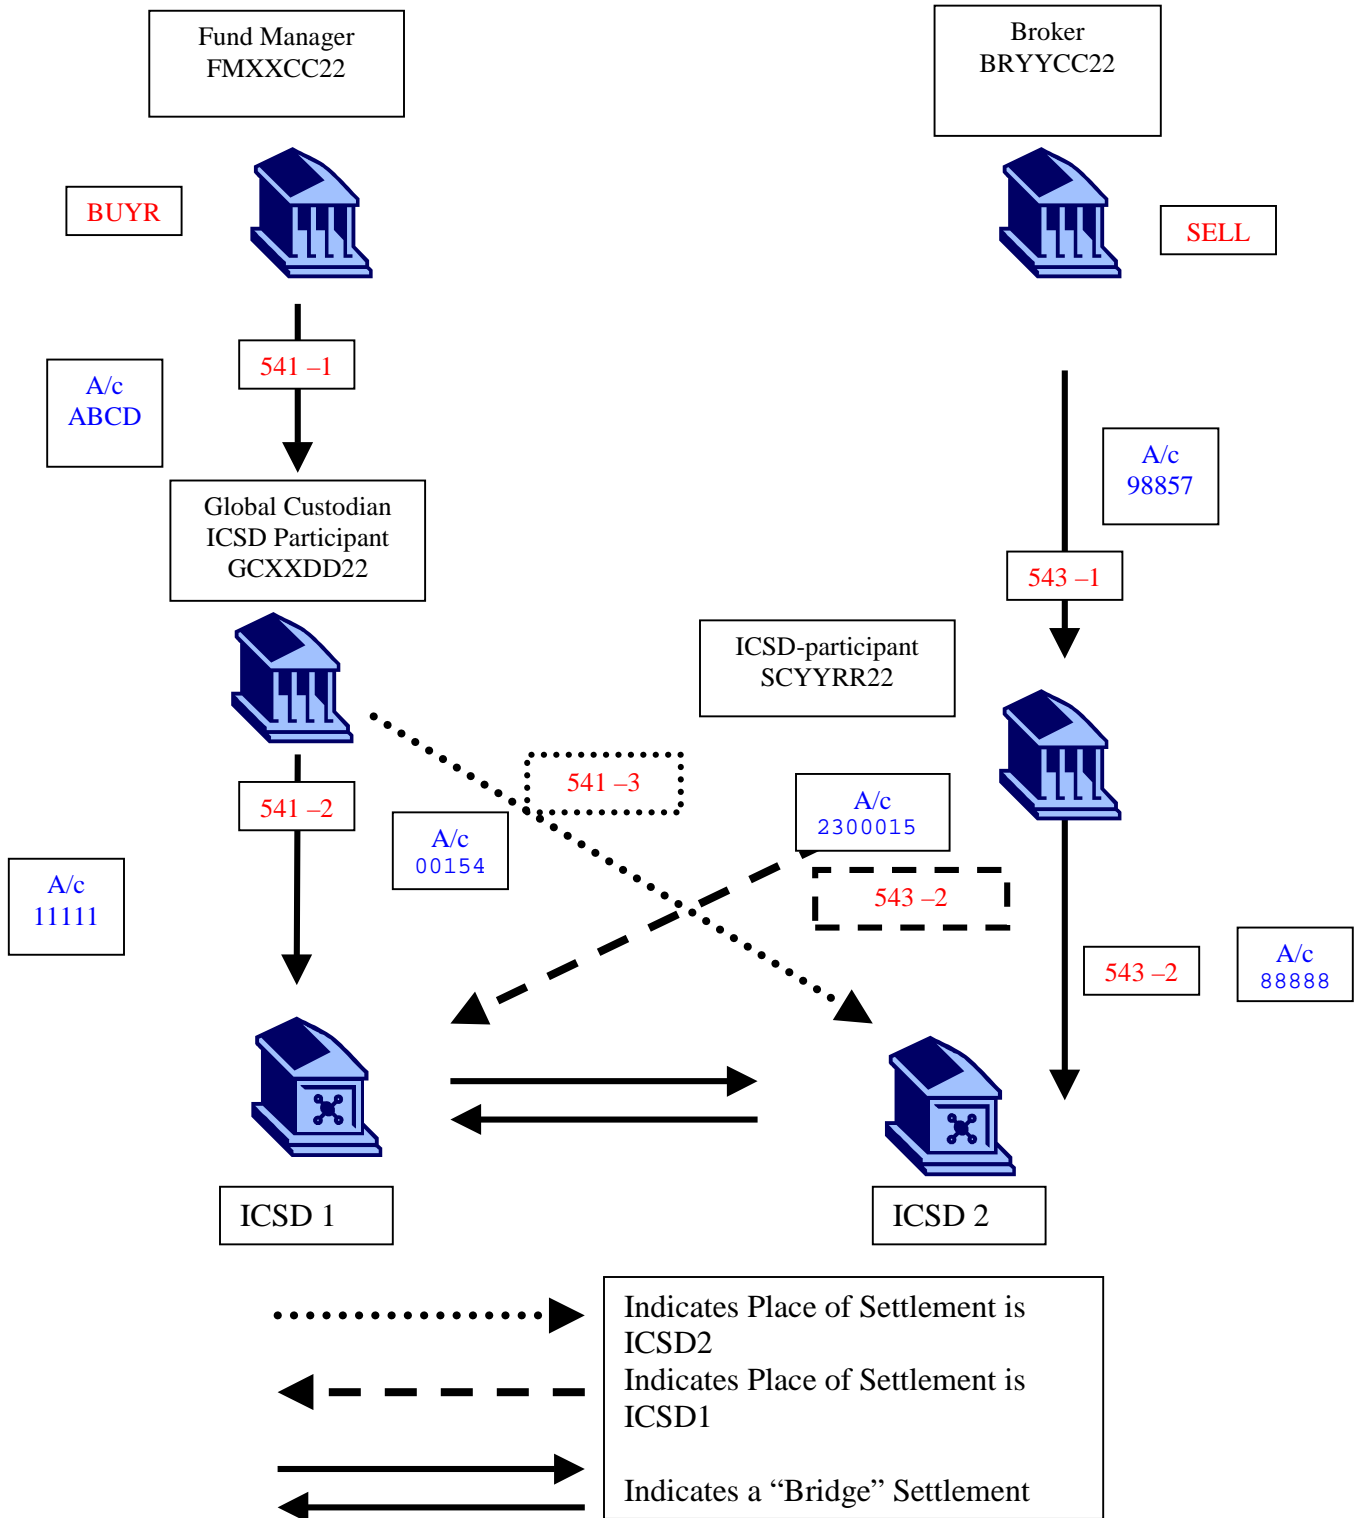 Fund Manager
FMXXCC22
Broker
BRYYCC22
BUYR
SELL
541 –1
A/c
ABCD
A/c
98857
Global Custodian
ICSD Participant
GCXXDD22
543 –1
ICSD-participant
SCYYRR22
541 –3
541 –2
A/c
2300015
A/c
00154
A/c
11111
543 –2
543 –2
A/c
88888
ICSD 1
ICSD 2
Indicates Place of Settlement is
ICSD2
Indicates Place of Settlement is
ICSD1
Indicates a “Bridge” Settlement